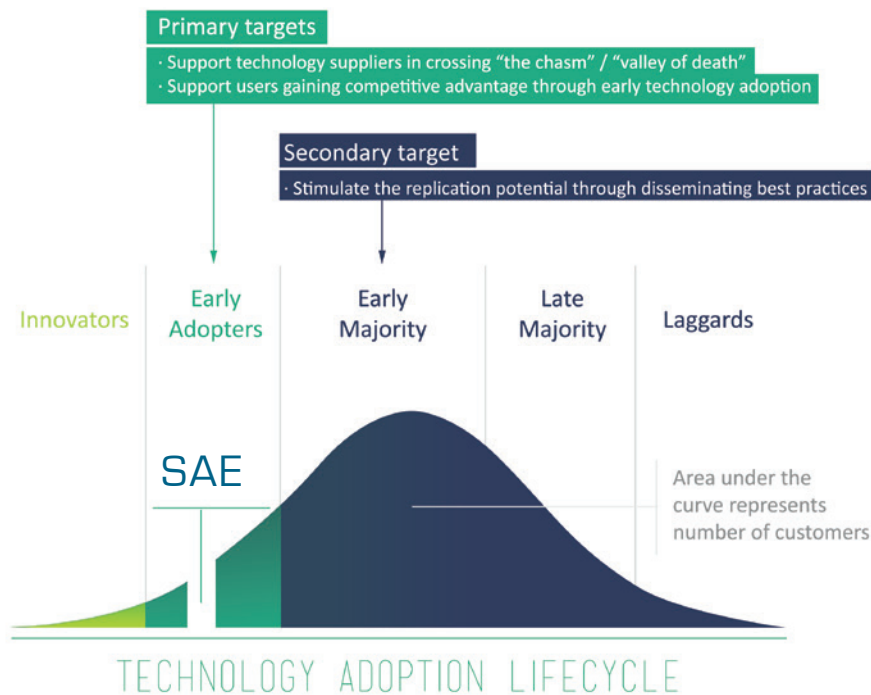 Primary targets
· Support technology suppliers in crossing “the chasm” / “valley of death”
· Support users gaining competitive advantage through early technology adoption
Secondary target
· Stimulate the replication potential through disseminating best practices
Innovators
Early
Adopters
Early
Majority
Late
Majority
Laggards
SAE
Area under the
curve represents
number of customers
TECHNOLOGY ADOPTION LIFECYCLE